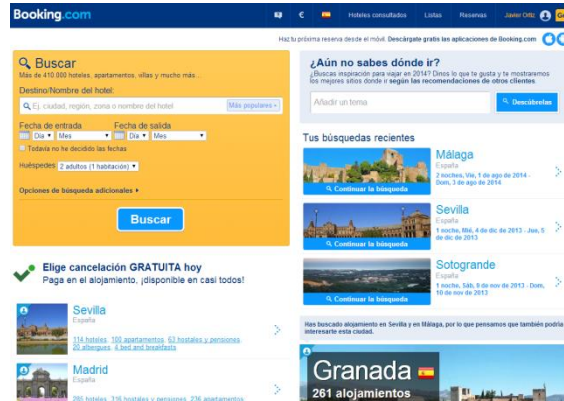 Booking.com
€
Hoteles consultados
Listas
Reservas
Javier Ortiz
Haz tu próxima reserva desde el móvil. Descárgate gratis las aplicaciones de Booking.com
Buscar
Más de 410.000 hoteles, apartamentos, villas y mucho más...
Destino/Nombre del hotel:
Ej. ciudad, región, zona o nombre del hotel
Más populares
Fecha de entrada
Fecha de salida
Día
Mes
Día
Mes
Todavía no he decidido las fechas
Huéspedes:
2 adultos (1 habitación)
Opciones de búsqueda adicionales
Buscar
Elige cancelación GRATUITA hoy
Paga en el alojamiento, ¡disponible en casi todos!
Sevilla
España
114 hoteles, 100 apartamentos, 63 hostales y pensiones,
20 albergues, 4 bed and breakfasts
Madrid
España
hoteles, 316 hostales y pensiones, 236 apartamentos
¿Aún no sabes dónde ir?
¿Buscas inspiración para viajar en 2014? Dinos lo que te gusta y te mostraremos
los mejores sitios donde ir según las recomendaciones de otros clientes.
Añadir un tema
Descúbrelas
Tus búsquedas recientes
Continuar la búsqueda
Málaga
España
2 noches, Vie, 1 de ago de 2014 -
Dom, 3 de ago de 2014
Continuar la búsqueda
Sevilla
España
1 noche, Mié, 4 de dic de 2013 - Jue, 5
de dic de 2013
Continuar la búsqueda
Sotogrande
España
1 noche, Sáb, 9 de nov de 2013 - Dom,
10 de nov de 2013
Has buscado alojamiento en Sevilla y en Málaga, por lo que pensamos que también podría
interesarte esta ciudad.
Granada
261 alojamientos